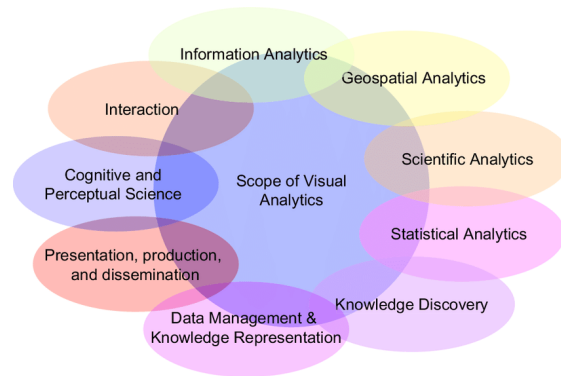 Information Analytics
Geospatial Analytics
Interaction
Scientific Analytics
Cognitive and
Perceptual Science
Scope of Visual
Analytics
Statistical Analytics
Presentation, production,
and dissemination
Knowledge Discovery
Data Management &
Knowledge Representation